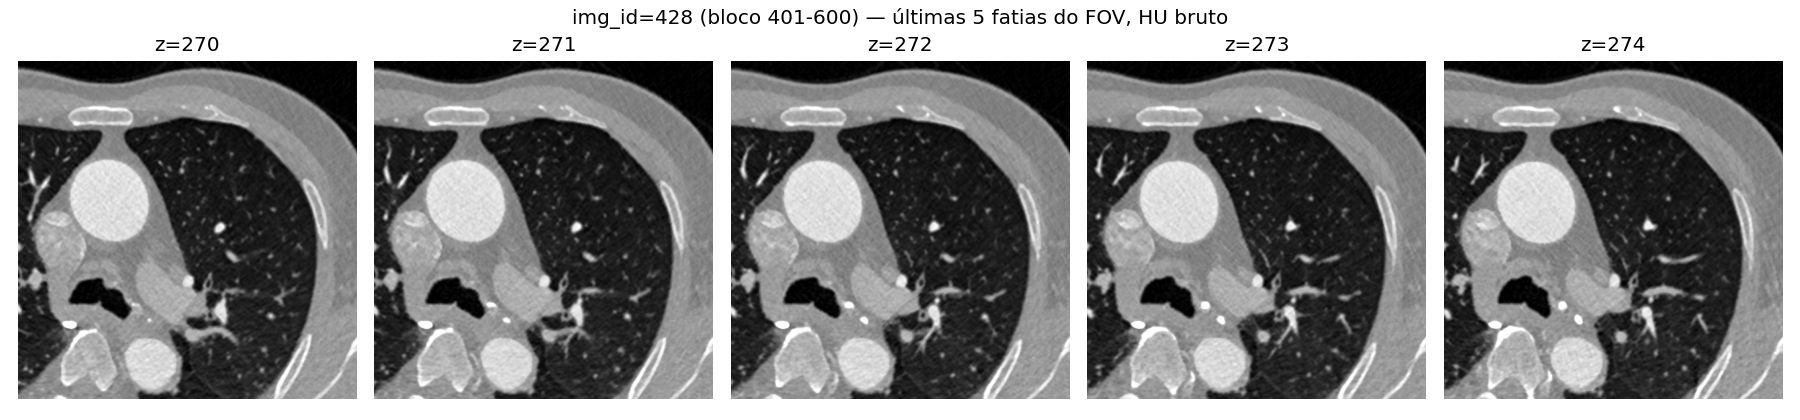 img_id=428 (bloco 401-600) — últimas 5 fatias do FOV, HU bruto
z=270
z=271
z=272
z=273
z=274